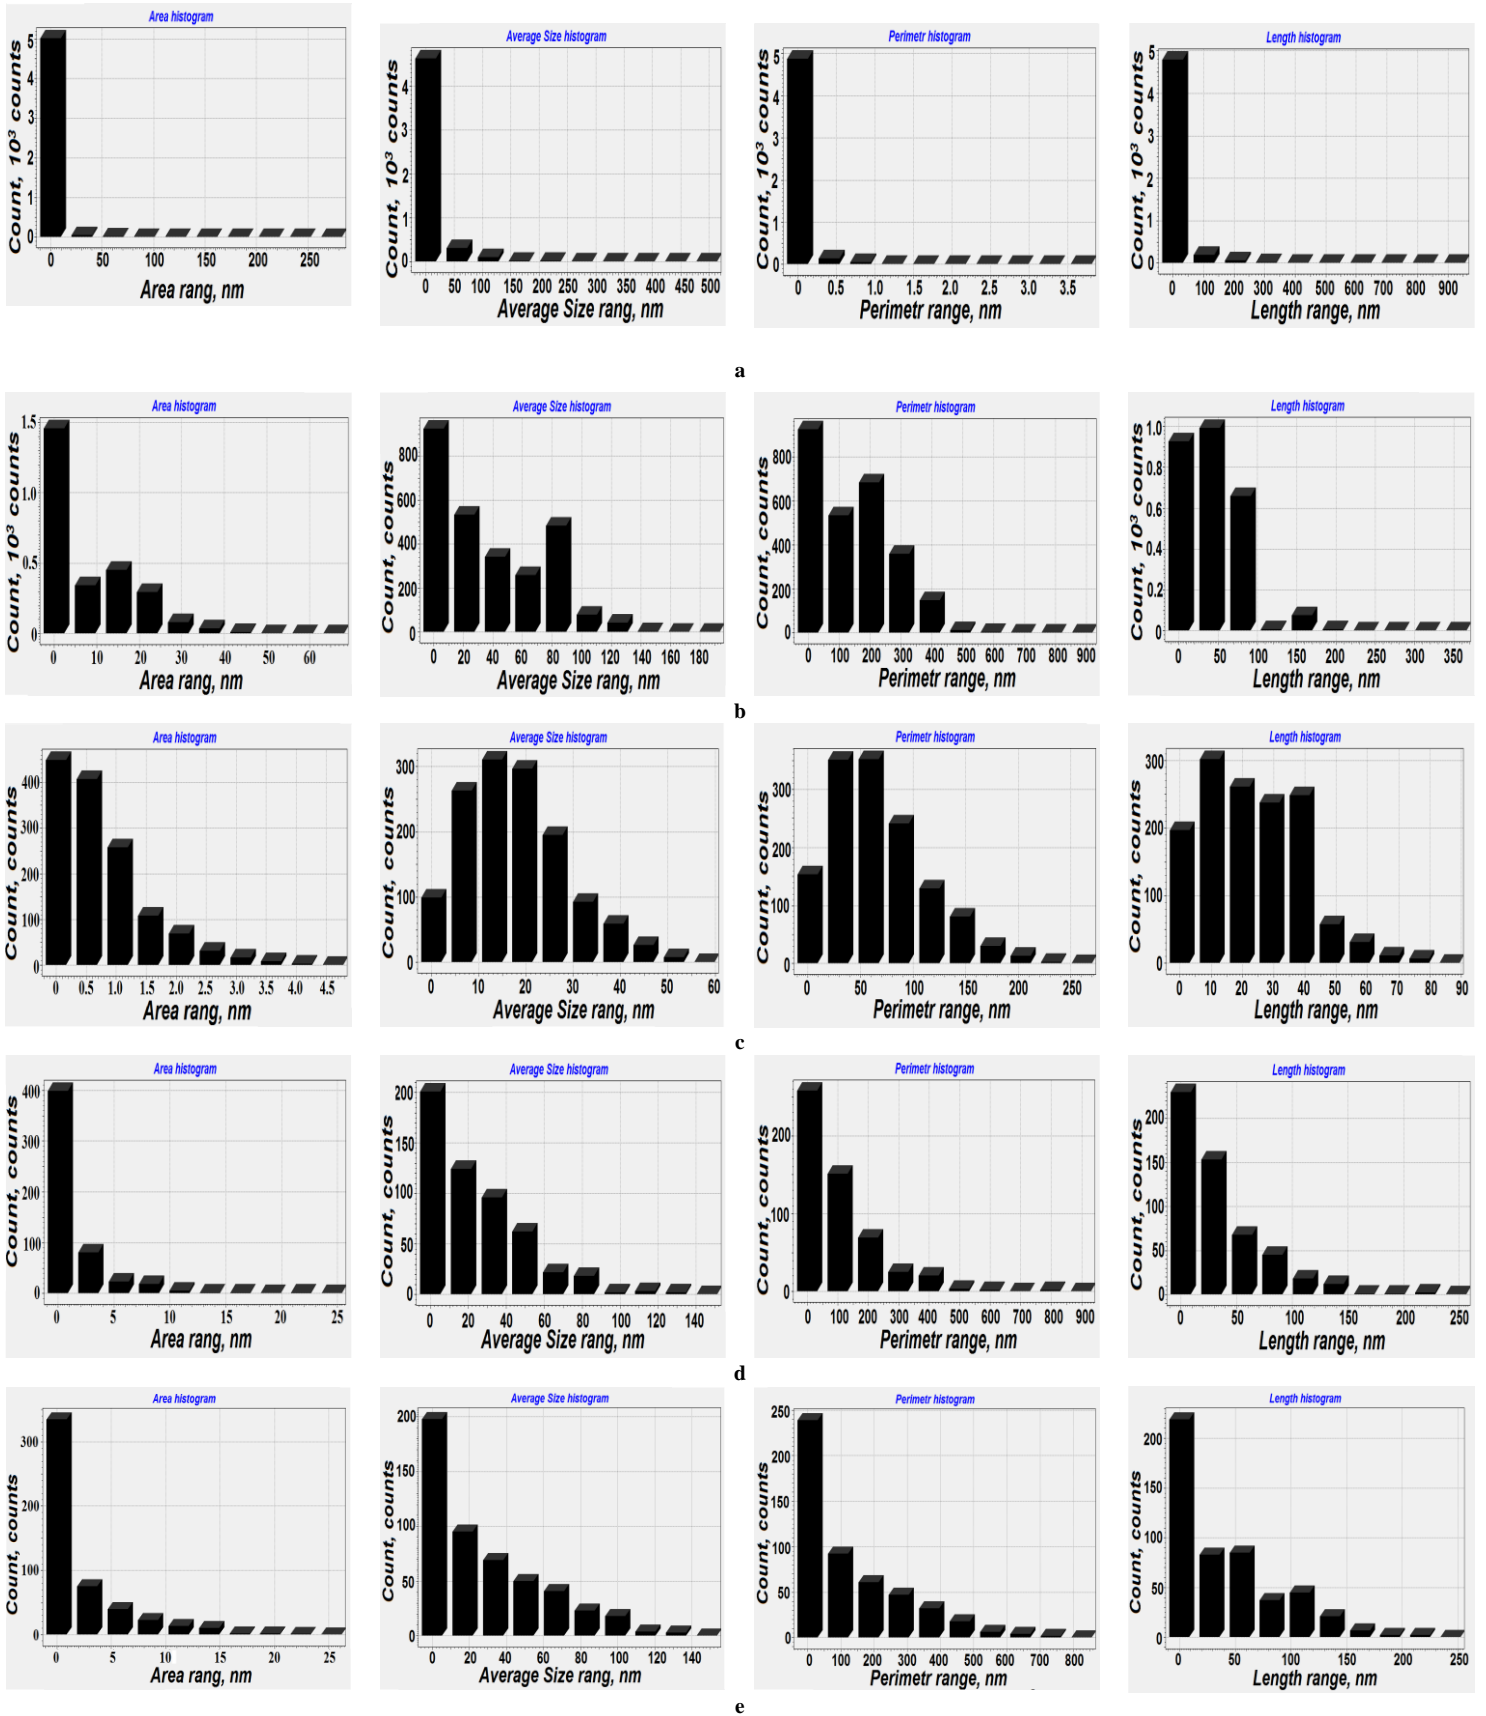 Area histogram
Count, 10³ counts
5
4
3
2
1
0
0 50 100 150 200 250
Area rang, nm
Average Size histogram
Count, 10³ counts
4
3
2
1
0
0 50 100 150 200 250 300 350 400 450 500
Average Size rang, nm
Perimetr histogram
Count, 10³ counts
5
4
3
2
1
0
0 0.5 1.0 1.5 2.0 2.5 3.0 3.5
Perimetr range, nm
Length histogram
Count, 10³ counts
5
4
3
2
1
0
0 100 200 300 400 500 600 700 800 900
Length range, nm
a
Area histogram
Count, 10³ counts
1.5
1.0
0.5
0
0 10 20 30 40 50 60
Area rang, nm
Average Size histogram
Count, counts
800
600
400
200
0
0 20 40 60 80 100 120 140 160 180
Average Size rang, nm
Perimetr histogram
Count, counts
800
600
400
200
0
0 100 200 300 400 500 600 700 800 900
Perimetr range, nm
Length histogram
Count, 10³ counts
1.0
0.8
0.6
0.4
0.2
0
0 50 100 150 200 250 300 350
Length range, nm
b
Area histogram
Count, counts
400
300
200
100
0
0 0.5 1.0 1.5 2.0 2.5 3.0 3.5 4.0 4.5
Area rang, nm
Average Size histogram
Count, counts
300
200
100
0
0 10 20 30 40 50 60
Average Size rang, nm
Perimetr histogram
Count, counts
300
200
100
0
0 50 100 150 200 250
Perimetr range, nm
Length histogram
Count, counts
300
200
100
0
0 10 20 30 40 50 60 70 80 90
Length range, nm
c
Area histogram
Count, counts
400
300
200
100
0
0 5 10 15 20 25
Area rang, nm
Average Size histogram
Count, counts
200
150
100
50
0
0 20 40 60 80 100 120 140
Average Size rang, nm
Perimetr histogram
Count, counts
200
100
0
0 100 200 300 400 500 600 700 800 900
Perimetr range, nm
Length histogram
Count, counts
200
150
100
50
0
0 50 100 150 200 250
Length range, nm
d
Area histogram
Count, counts
300
200
100
0
0 5 10 15 20 25
Area rang, nm
Average Size histogram
Count, counts
200
150
100
50
0
0 20 40 60 80 100 120 140
Average Size rang, nm
Perimetr histogram
Count, counts
250
200
150
100
50
0
0 100 200 300 400 500 600 700 800
Perimetr range, nm
Length histogram
Count, counts
200
150
100
50
0
0 50 100 150 200 250
Length range, nm
e